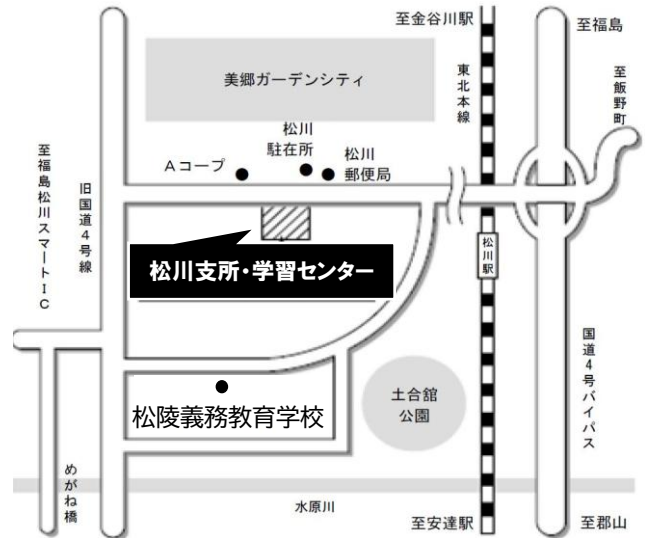 至金谷川駅
至福島
美郷ガーデンシティ
東北本線
至飯野町
松川
駐在所
Aコープ
松川
郵便局
至福島松川スマートIC
旧国道4号線
松川支所・学習センター
松川駅
国道4号バイパス
土合舘
公園
松陵義務教育学校
めがね橋
水原川
至安達駅
至郡山